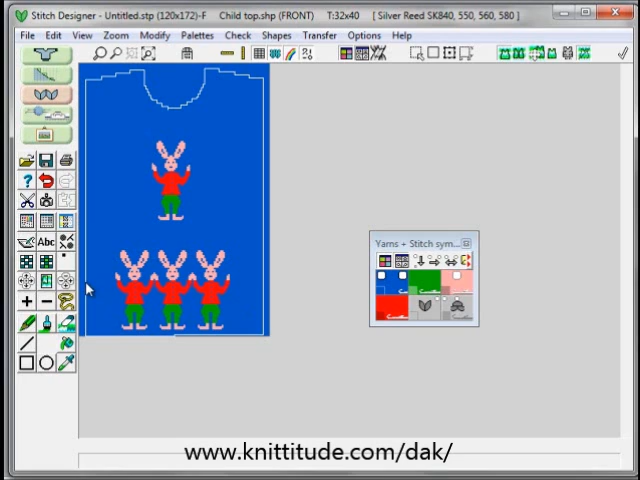 Stitch Designer - Untitled.stp (120x172)-F Child top.shp (FRONT) T:32x40 [ Silver Reed SK840, 550, 560, 580 ]
File Edit View Zoom Modify Palettes Check Shapes Transfer Options Help
Abc
Yarns + Stitch sym...
www.knittitude.com/dak/